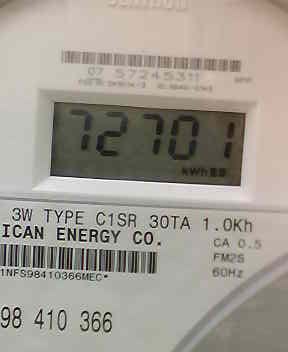 07 57245311
72701
kWh
3W TYPE C1SR 30TA 1.0Kh
ICAN ENERGY CO.
CA 0.5
FM2S
60Hz
1NFS98410366MEC*
98 410 366